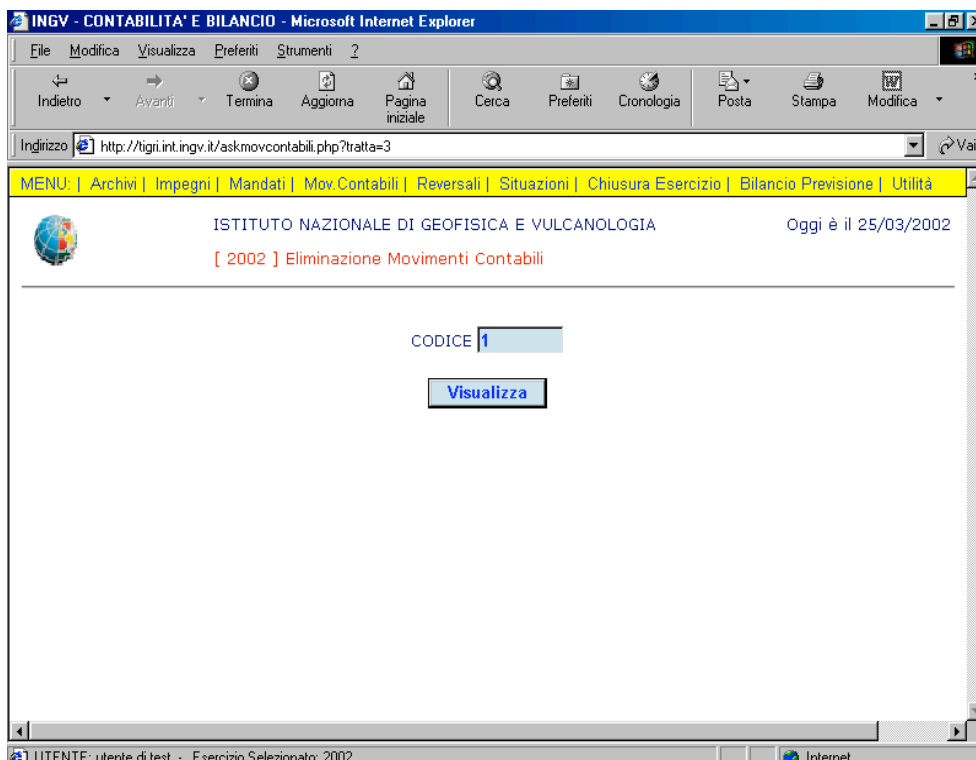 INGV - CONTABILITA' E BILANCIO - Microsoft Internet Explorer
File Modifica Visualizza Preferiti Strumenti ?
Indietro Avanti Termina Aggiorna Pagina iniziale Cerca Preferiti Cronologia Posta Stampa Modifica
Indirizzo http://tigri.int.ingv.it/askmovcontabili.php?tratta=3 Vai
MENU: | Archivi | Impegni | Mandati | Mov.Contabili | Reversali | Situazioni | Chiusura Esercizio | Bilancio Previsione | Utilità
ISTITUTO NAZIONALE DI GEOFISICA E VULCANOLOGIA Oggi è il 25/03/2002
[ 2002 ] Eliminazione Movimenti Contabili
CODICE 1
Visualizza
UTENTE: utente di test - Esercizio Selezionato: 2002 Internet